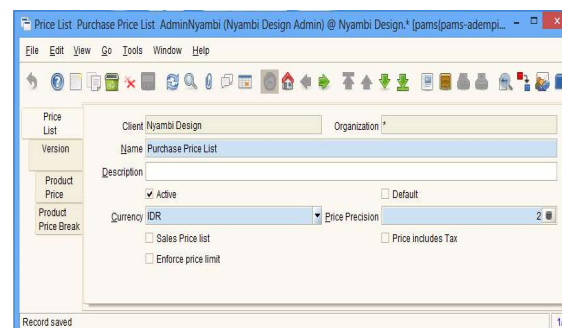 Price List Purchase Price List AdminNyambi (Nyambi Design Admin) @ Nyambi Design.* [pams{pams-adempi...
File Edit View Go Tools Window Help
Price List
Version
Product Price
Product Price Break
Client Nyambi Design Organization *
Name Purchase Price List
Description
Active Default
Currency IDR Price Precision 2
Sales Price list Price includes Tax
Enforce price limit
Record saved 1/